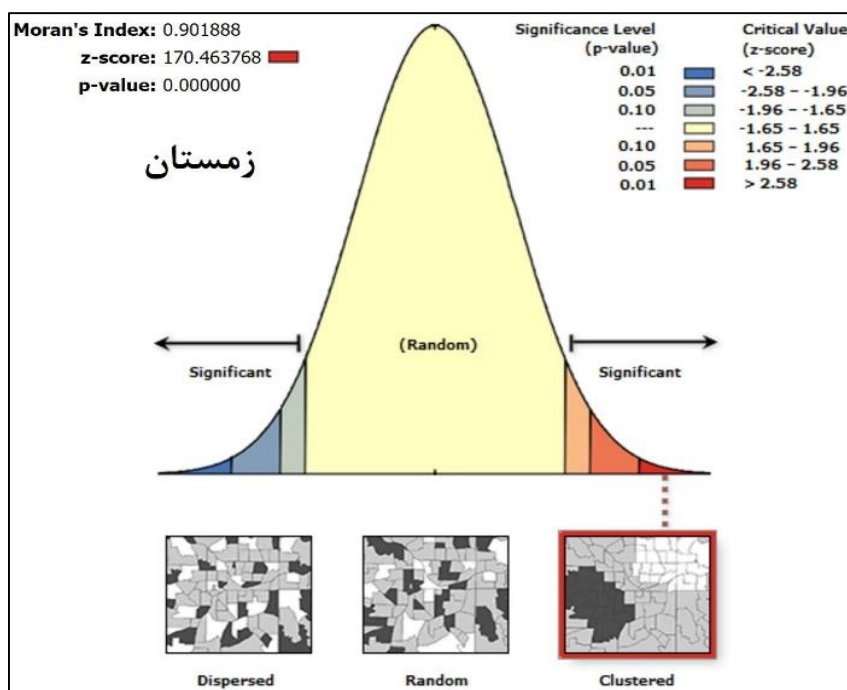 Moran's Index: 0.901888
z-score: 170.463768
p-value: 0.000000
زمستان
Significance Level (p-value)
Critical Value (z-score)
0.01 < -2.58
0.05 -2.58 – -1.96
0.10 -1.96 – -1.65
--- -1.65 – 1.65
0.10 1.65 – 1.96
0.05 1.96 – 2.58
0.01 > 2.58
Significant
(Random)
Significant
Dispersed
Random
Clustered